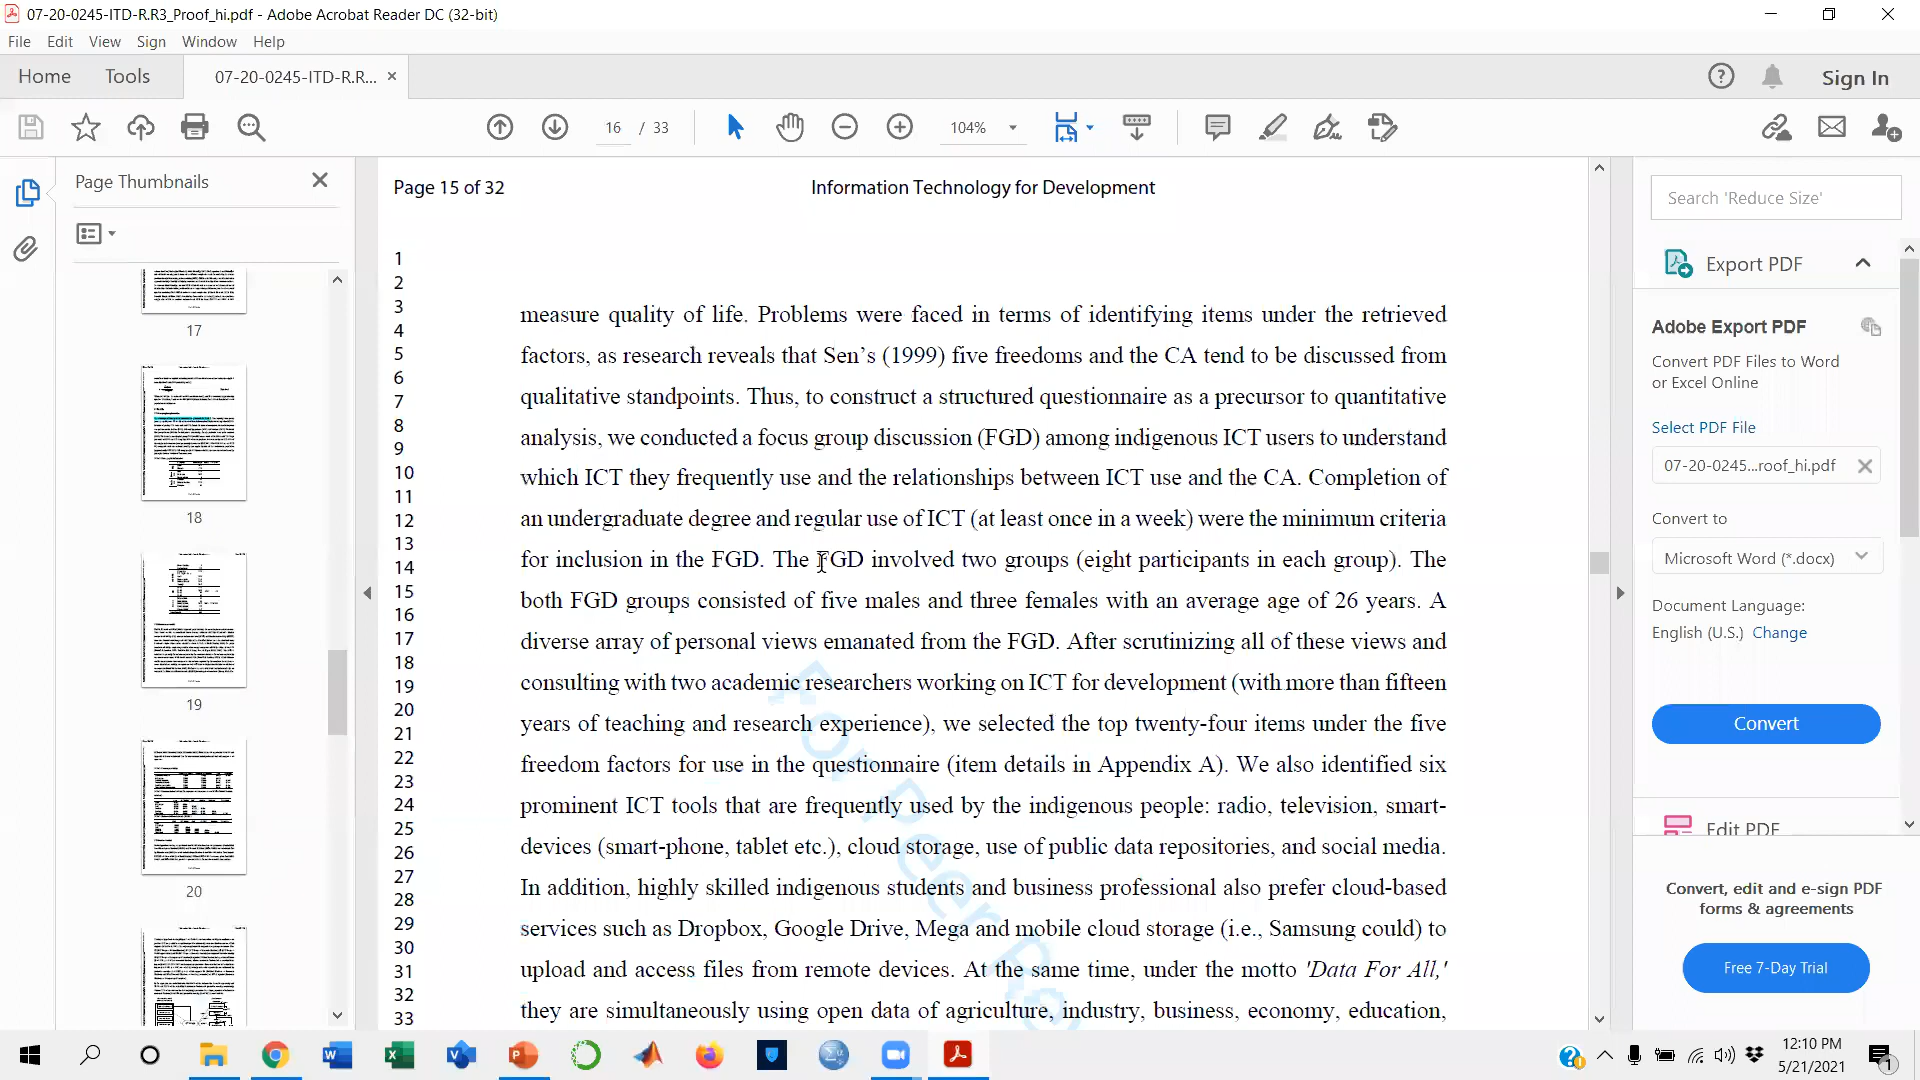 07-20-0245-ITD-R.R3_Proof_hi.pdf - Adobe Acrobat Reader DC (32-bit)
File Edit View Sign Window Help
Home Tools 07-20-0245-ITD-R.R... × Sign In
16 / 33 104%
Page Thumbnails
17
18
19
20
Page 15 of 32 Information Technology for Development
1
2
3
4
5
6
7
8
9
10
11
12
13
14
15
16
17
18
19
20
21
22
23
24
25
26
27
28
29
30
31
32
33
measure quality of life. Problems were faced in terms of identifying items under the retrieved
factors, as research reveals that Sen’s (1999) five freedoms and the CA tend to be discussed from
qualitative standpoints. Thus, to construct a structured questionnaire as a precursor to quantitative
analysis, we conducted a focus group discussion (FGD) among indigenous ICT users to understand
which ICT they frequently use and the relationships between ICT use and the CA. Completion of
an undergraduate degree and regular use of ICT (at least once in a week) were the minimum criteria
for inclusion in the FGD. The FGD involved two groups (eight participants in each group). The
both FGD groups consisted of five males and three females with an average age of 26 years. A
diverse array of personal views emanated from the FGD. After scrutinizing all of these views and
consulting with two academic researchers working on ICT for development (with more than fifteen
years of teaching and research experience), we selected the top twenty-four items under the five
freedom factors for use in the questionnaire (item details in Appendix A). We also identified six
prominent ICT tools that are frequently used by the indigenous people: radio, television, smart-
devices (smart-phone, tablet etc.), cloud storage, use of public data repositories, and social media.
In addition, highly skilled indigenous students and business professional also prefer cloud-based
services such as Dropbox, Google Drive, Mega and mobile cloud storage (i.e., Samsung could) to
upload and access files from remote devices. At the same time, under the motto 'Data For All,'
they are simultaneously using open data of agriculture, industry, business, economy, education,
For Peer Re
Search 'Reduce Size'
Export PDF
Adobe Export PDF
Convert PDF Files to Word
or Excel Online
Select PDF File
07-20-0245...roof_hi.pdf
Convert to
Microsoft Word (*.docx)
Document Language:
English (U.S.) Change
Convert
Edit PDF
Convert, edit and e-sign PDF
forms & agreements
Free 7-Day Trial
12:10 PM
5/21/2021
1